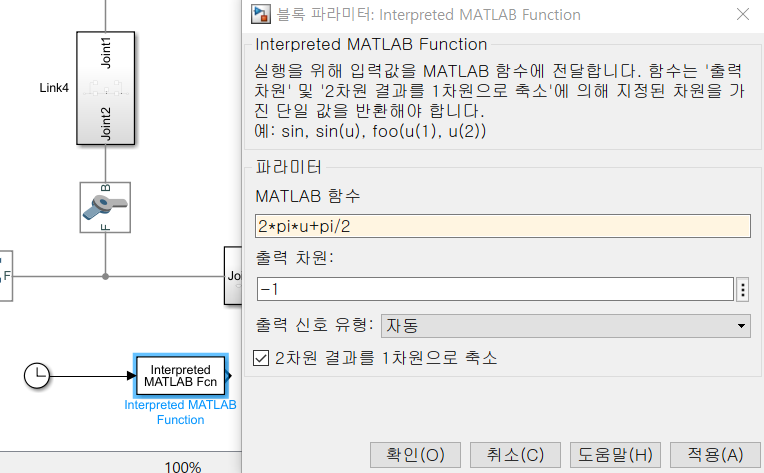 Joint1
Link4
Joint2
B
F
F
Joi
Interpreted
MATLAB Fcn
Interpreted MATLAB
Function
100%
블록 파라미터: Interpreted MATLAB Function
Interpreted MATLAB Function
실행을 위해 입력값을 MATLAB 함수에 전달합니다. 함수는 '출력
차원' 및 '2차원 결과를 1차원으로 축소'에 의해 지정된 차원을 가
진 단일 값을 반환해야 합니다.
예: sin, sin(u), foo(u(1), u(2))
파라미터
MATLAB 함수
2*pi*u+pi/2
출력 차원:
-1
출력 신호 유형: 자동
2차원 결과를 1차원으로 축소
확인(O) 취소(C) 도움말(H) 적용(A)